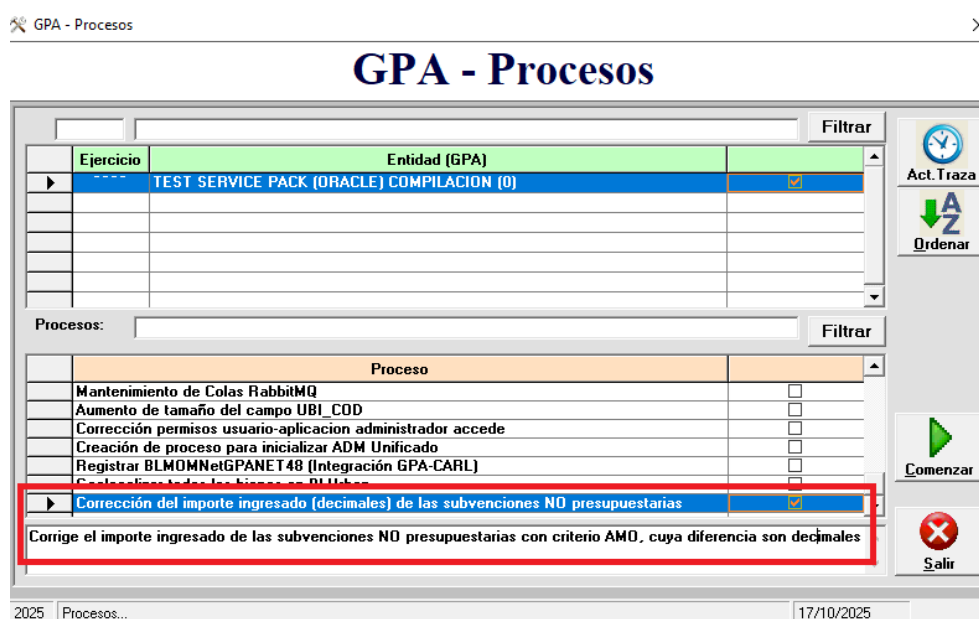 GPA - Procesos
GPA - Procesos
Filtrar
Ejercicio Entidad (GPA)
---- TEST SERVICE PACK (ORACLE) COMPILACION (0)
Act.Traza
Ordenar
Procesos: Filtrar
Proceso
Mantenimiento de Colas RabbitMQ
Aumento de tamaño del campo UBI_COD
Corrección permisos usuario-aplicacion administrador accede
Creación de proceso para inicializar ADM Unificado
Registrar BLMOMNetGPANET48 (Integración GPA-CARL)
Corrección del importe ingresado (decimales) de las subvenciones NO presupuestarias
Corrige el importe ingresado de las subvenciones NO presupuestarias con criterio AMO, cuya diferencia son decimales
Comenzar
Salir
2025 Procesos... 17/10/2025